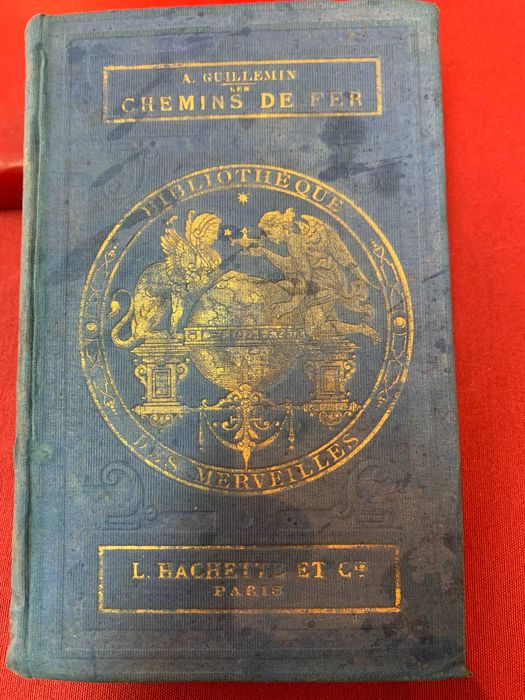 A. GUILLEMIN
LES
CHEMINS DE FER
BIBLIOTHÈQUE
DES MERVEILLES
L. HACHETTE ET Cie
PARIS